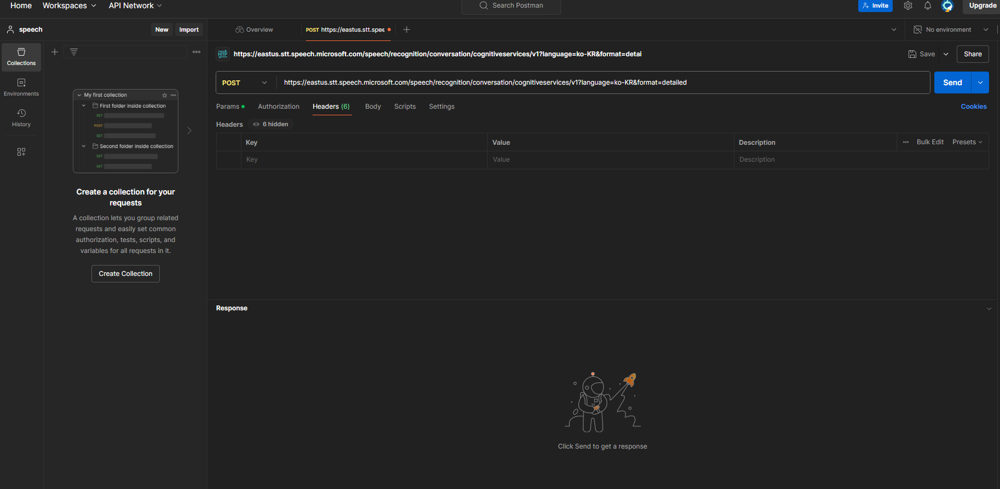 Home Workspaces API Network Search Postman Invite Upgrade
speech New Import Overview POST https://eastus.stt.spee No environment
Collections
Environments
History
My first collection
First folder inside collection
GET
POST
GET
Second folder inside collection
GET
GET
Create a collection for your
requests
A collection lets you group related
requests and easily set common
authorization, tests, scripts, and
variables for all requests in it.
Create Collection
HTTP https://eastus.stt.speech.microsoft.com/speech/recognition/conversation/cognitiveservices/v1?language=ko-KR&format=detai Save Share
POST https://eastus.stt.speech.microsoft.com/speech/recognition/conversation/cognitiveservices/v1?language=ko-KR&format=detailed Send
Params Authorization Headers (6) Body Scripts Settings Cookies
Headers 6 hidden
Key Value Description Bulk Edit Presets
Key Value Description
Response
Click Send to get a response